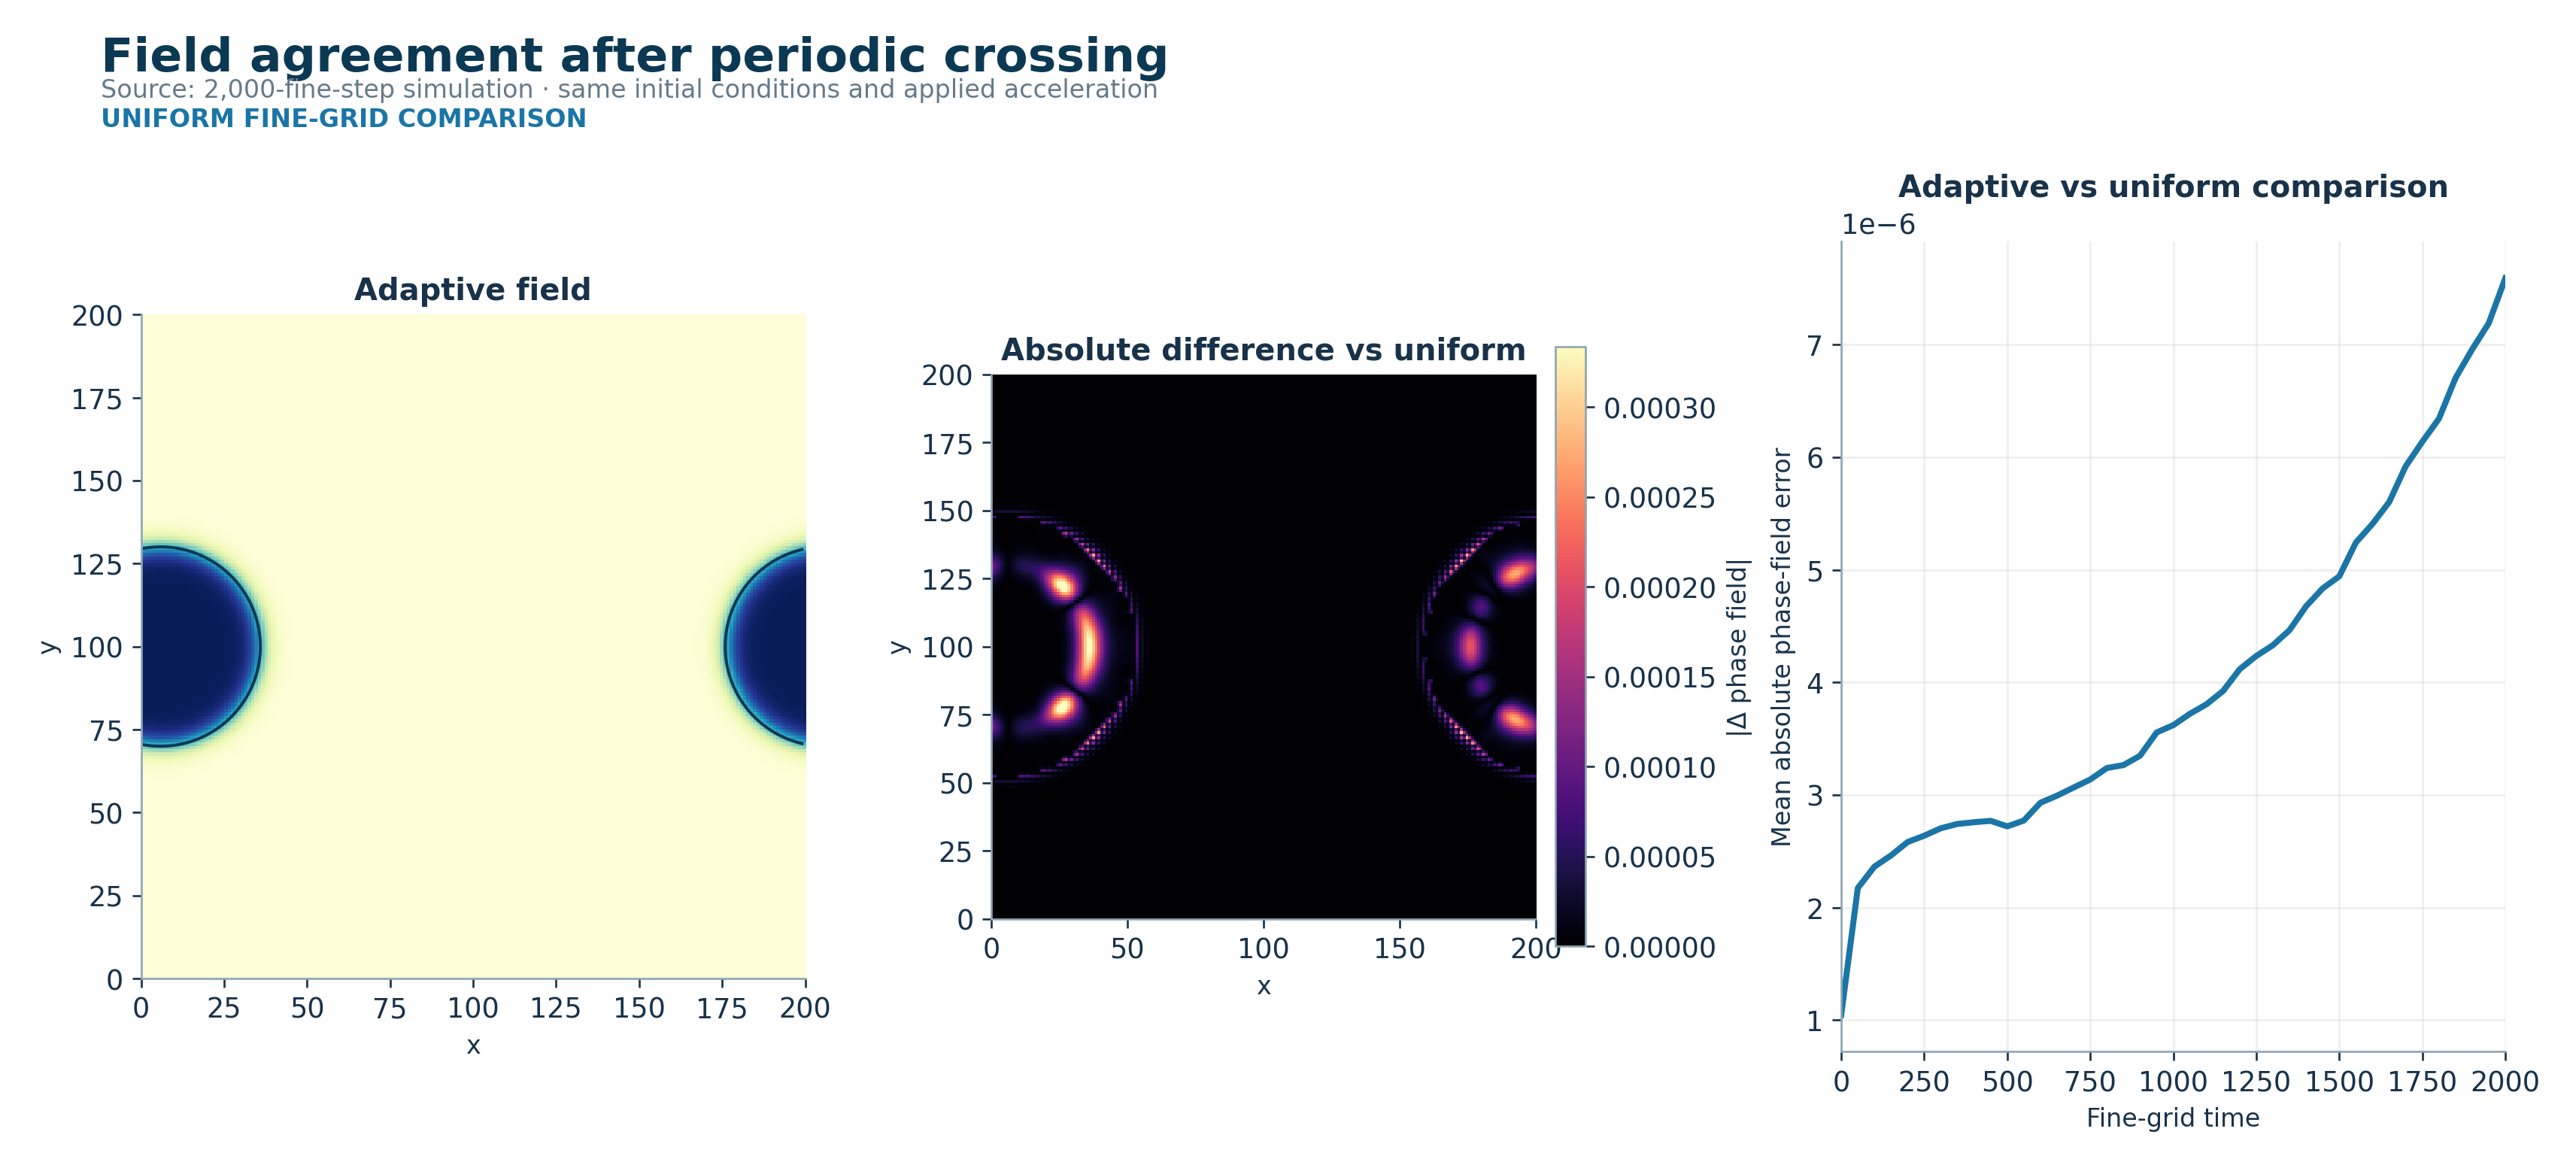 Field agreement after periodic crossing
Source: 2,000-fine-step simulation · same initial conditions and applied acceleration
UNIFORM FINE-GRID COMPARISON
Adaptive field
200
175
150
125
100
75
50
25
0
y
0 25 50 75 100 125 150 175 200
x
Absolute difference vs uniform
200
175
150
125
100
75
50
25
0
y
0 50 100 150 200
x
0.00030
0.00025
0.00020
0.00015
0.00010
0.00005
0.00000
|Δ phase field|
Adaptive vs uniform comparison
1e−6
7
6
5
4
3
2
1
Mean absolute phase-field error
0 250 500 750 1000 1250 1500 1750 2000
Fine-grid time